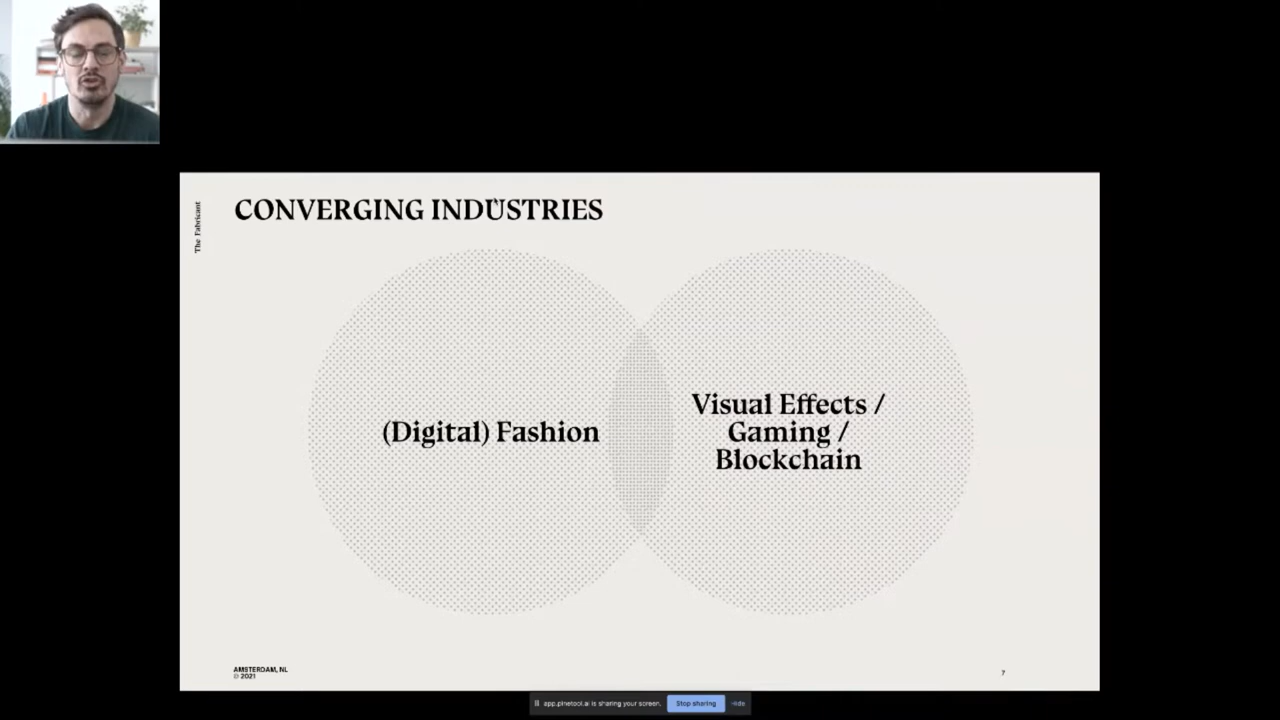 The Fabricant
CONVERGING INDUSTRIES
(Digital) Fashion
Visual Effects /
Gaming /
Blockchain
AMSTERDAM, NL
© 2021
7
app.pinetool.ai is sharing your screen.
Stop sharing
Hide